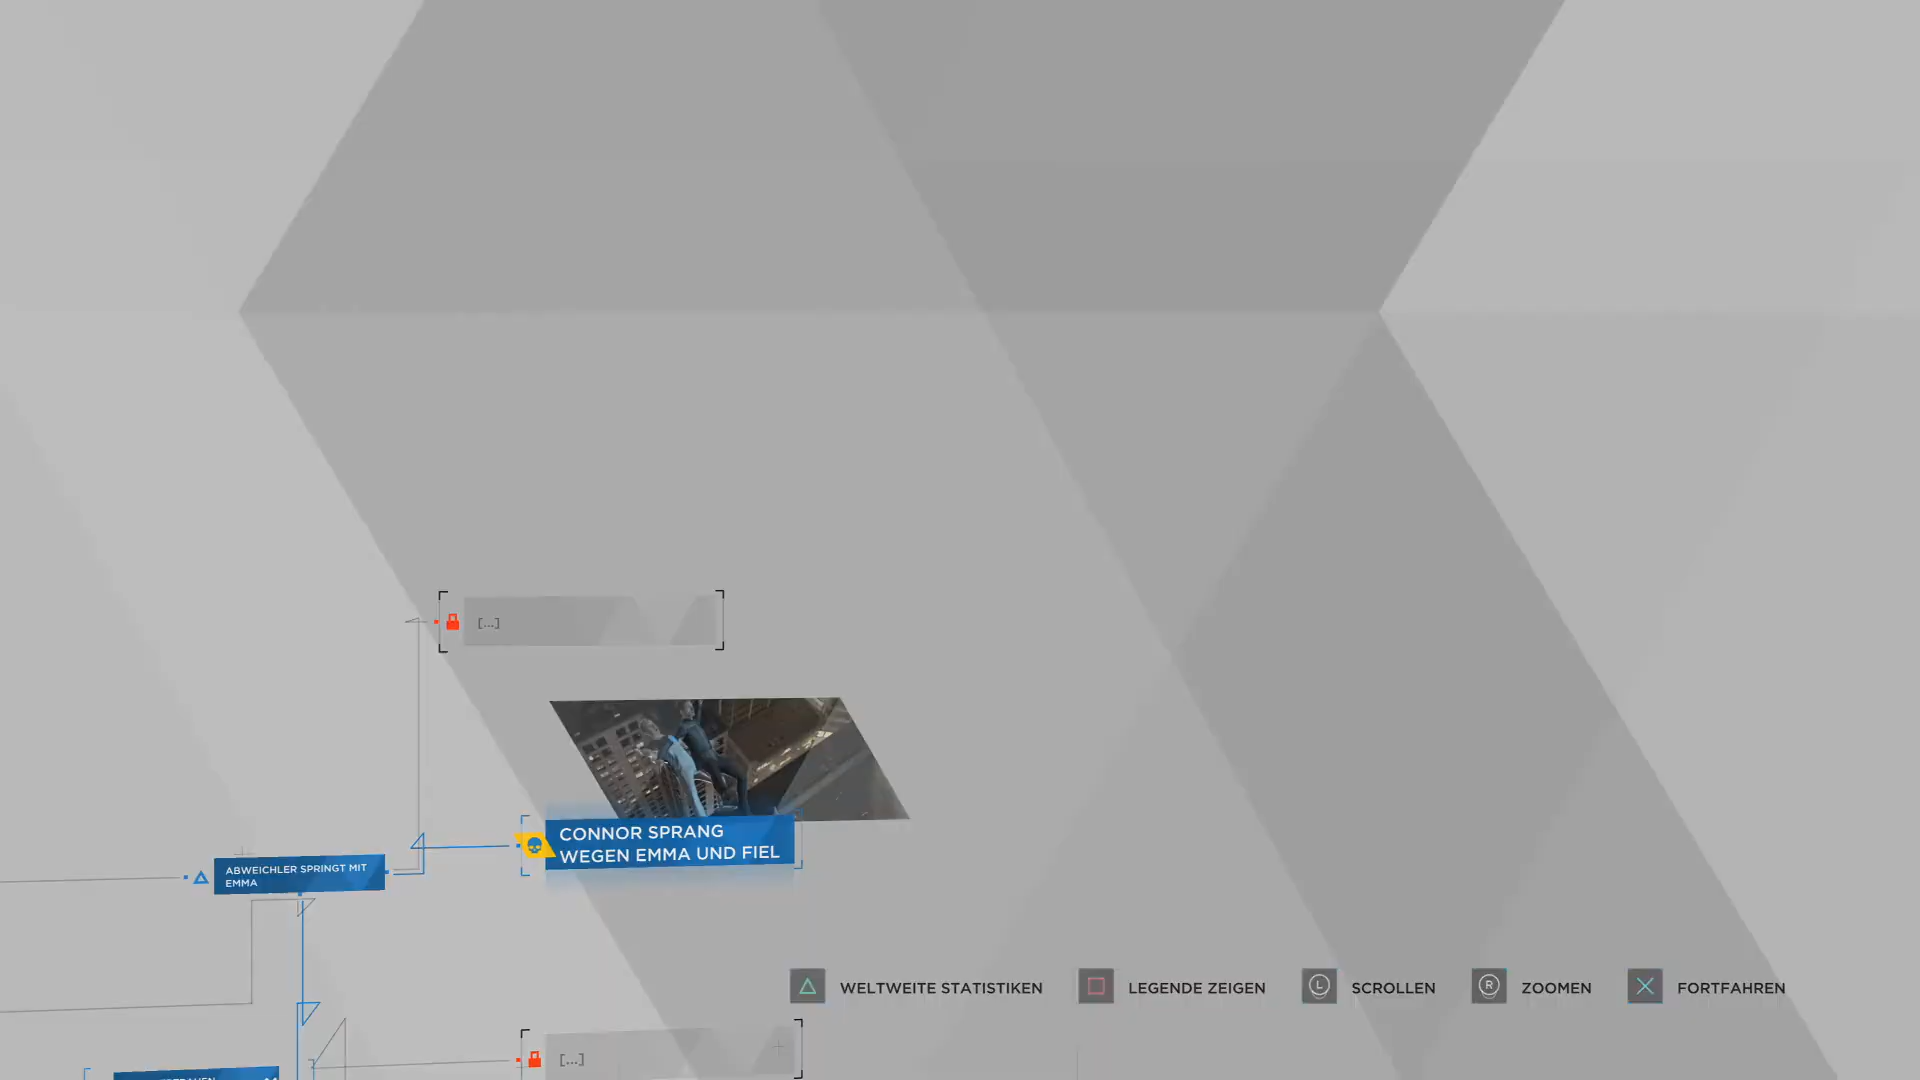 [...]
CONNOR SPRANG
WEGEN EMMA UND FIEL
ABWEICHLER SPRINGT MIT
EMMA
WELTWEITE STATISTIKEN
LEGENDE ZEIGEN
L
SCROLLEN
R
ZOOMEN
FORTFAHREN
[...]